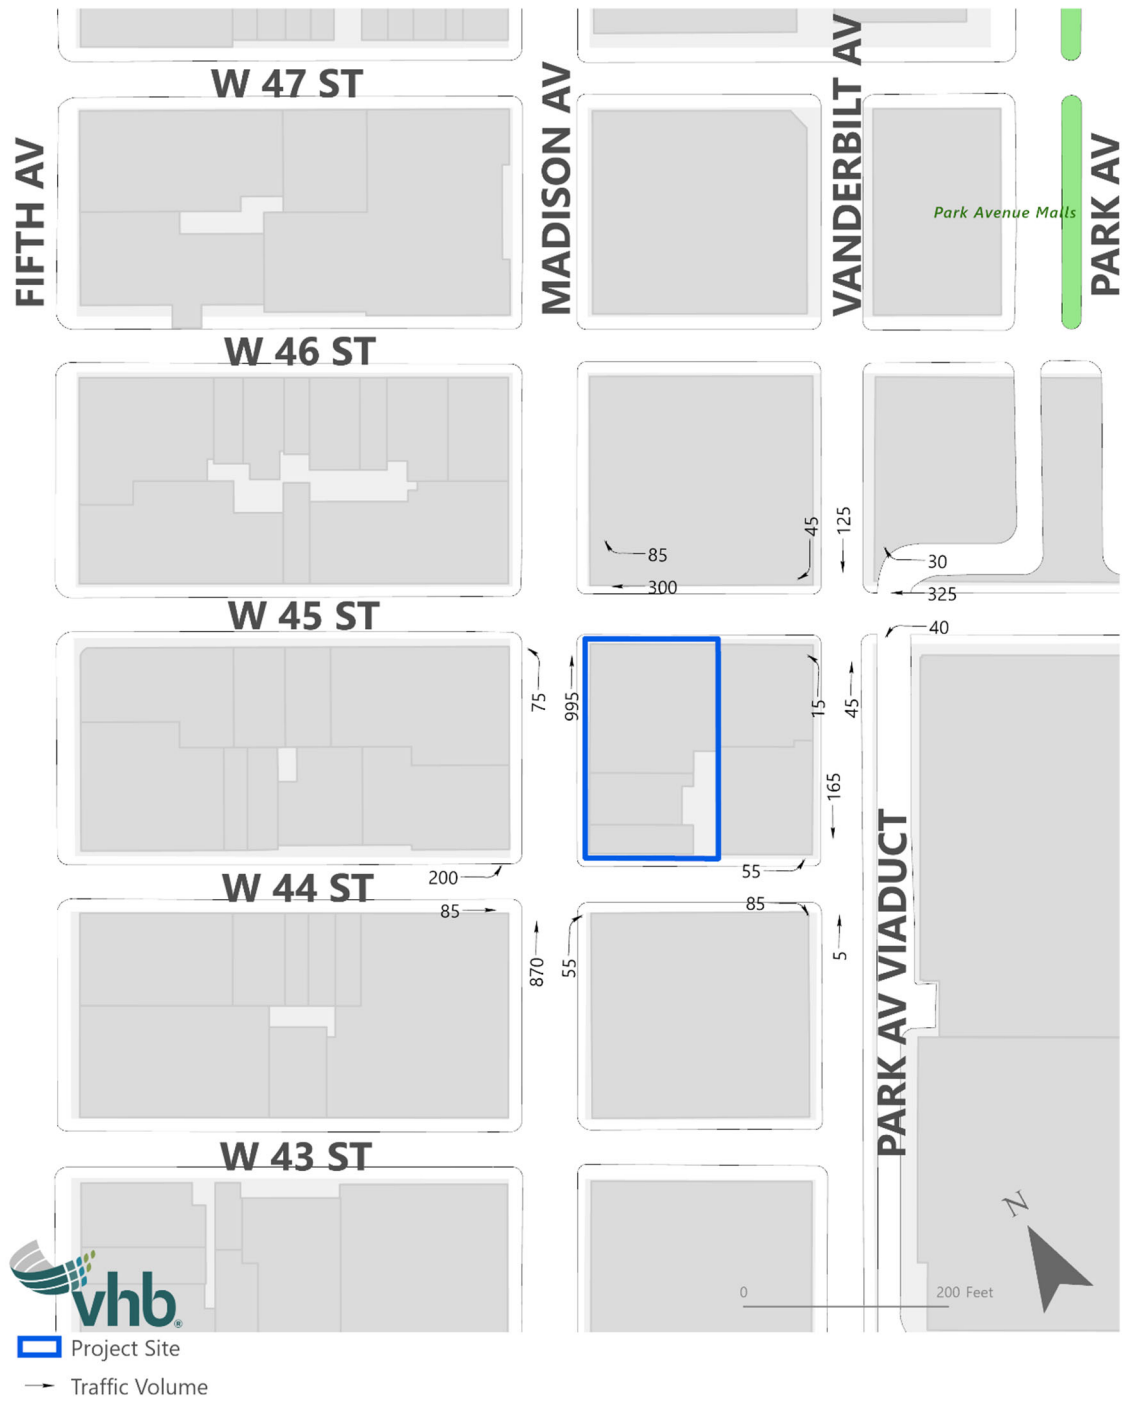 W 47 ST
FIFTH AV
MADISON AV
VANDERBILT AV
PARK AV
Park Avenue Malls
W 46 ST
45
125
85
30
300
325
W 45 ST
40
75
995
15
45
165
200
55
W 44 ST
85
85
870
55
5
PARK AV VIADUCT
W 43 ST
N
0
200 Feet
vhb®
Project Site
Traffic Volume